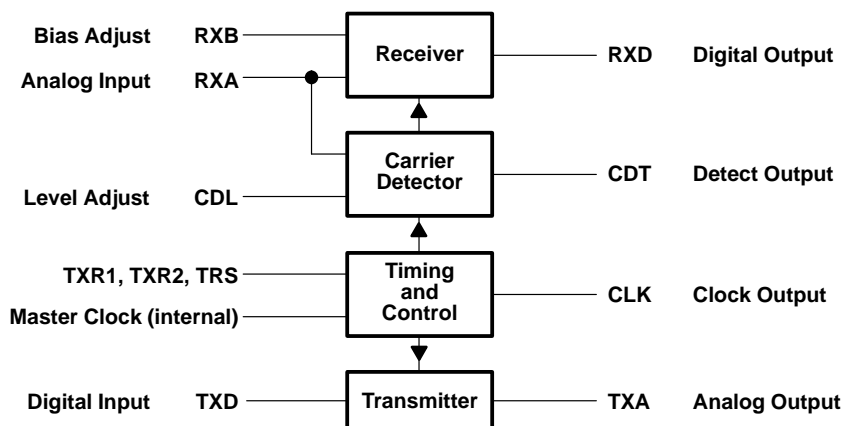 Bias Adjust RXB
Receiver
RXD Digital Output
Analog Input RXA
Carrier
Detector
CDT Detect Output
Level Adjust CDL
TXR1, TXR2, TRS
Timing
and
Control
CLK Clock Output
Master Clock (internal)
Digital Input TXD
Transmitter
TXA Analog Output